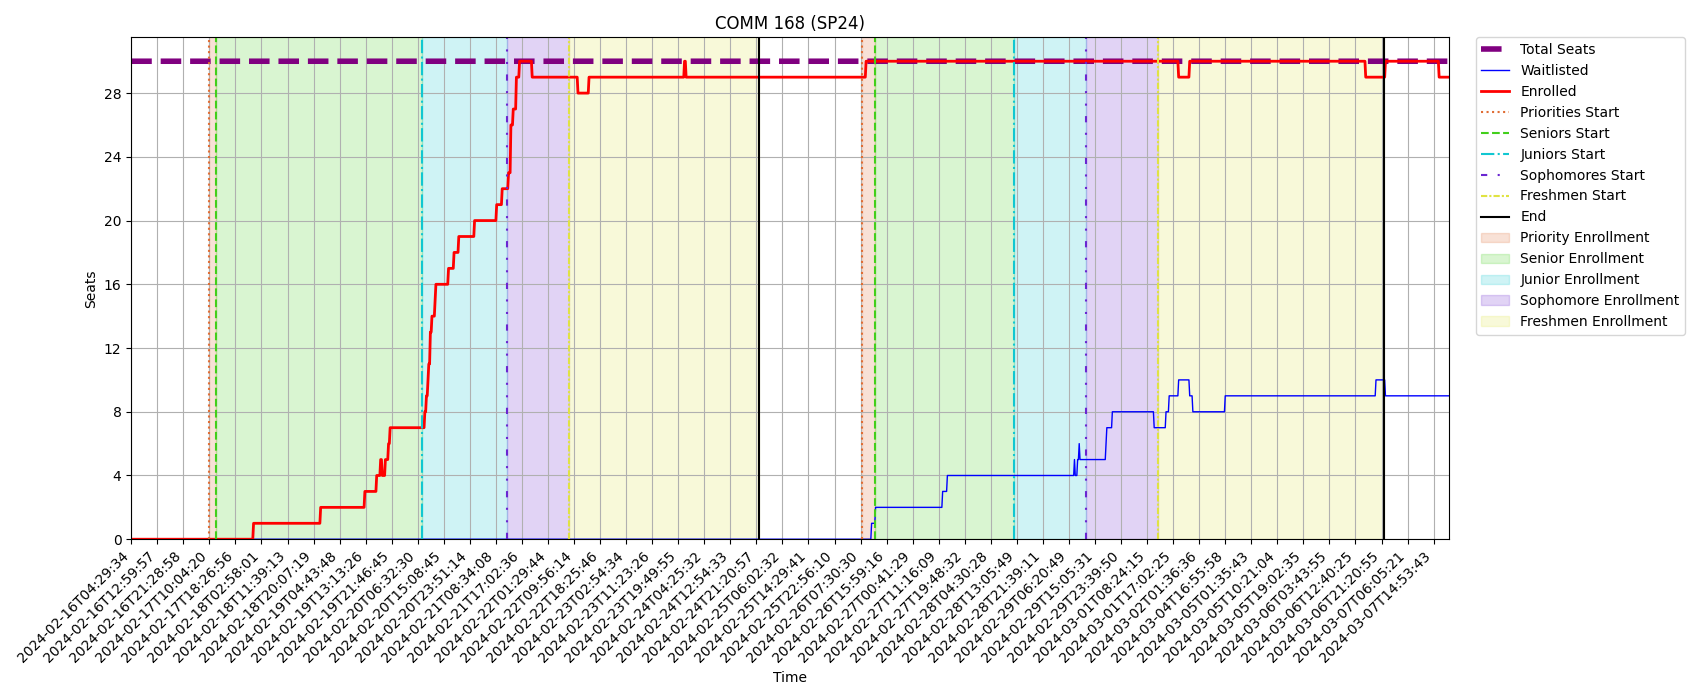 COMM 168 (SP24)
Seats
28
24
20
16
12
8
4
0
2024-02-16T04:29:34
2024-02-16T12:59:57
2024-02-16T21:28:58
2024-02-17T10:04:20
2024-02-17T18:26:56
2024-02-18T02:58:01
2024-02-18T11:39:13
2024-02-18T20:07:19
2024-02-19T04:43:48
2024-02-19T13:13:26
2024-02-19T21:46:45
2024-02-20T06:32:30
2024-02-20T15:08:45
2024-02-20T23:51:14
2024-02-21T08:34:08
2024-02-21T17:02:36
2024-02-22T01:29:44
2024-02-22T09:56:14
2024-02-22T18:25:46
2024-02-23T02:54:34
2024-02-23T11:23:26
2024-02-23T19:49:55
2024-02-24T04:25:32
2024-02-24T12:54:33
2024-02-24T21:20:57
2024-02-25T06:02:32
2024-02-25T14:29:41
2024-02-25T22:56:10
2024-02-26T07:30:30
2024-02-26T15:59:16
2024-02-27T00:41:29
2024-02-27T11:16:09
2024-02-27T19:48:32
2024-02-28T04:30:28
2024-02-28T13:05:49
2024-02-28T21:39:11
2024-02-29T06:20:49
2024-02-29T15:05:31
2024-02-29T23:39:50
2024-03-01T08:24:15
2024-03-01T17:02:25
2024-03-02T01:36:36
2024-03-04T16:55:58
2024-03-05T01:35:43
2024-03-05T10:21:04
2024-03-05T19:02:35
2024-03-06T03:43:55
2024-03-06T12:40:25
2024-03-06T21:20:55
2024-03-07T06:05:21
2024-03-07T14:53:43
Time
Total Seats
Waitlisted
Enrolled
Priorities Start
Seniors Start
Juniors Start
Sophomores Start
Freshmen Start
End
Priority Enrollment
Senior Enrollment
Junior Enrollment
Sophomore Enrollment
Freshmen Enrollment